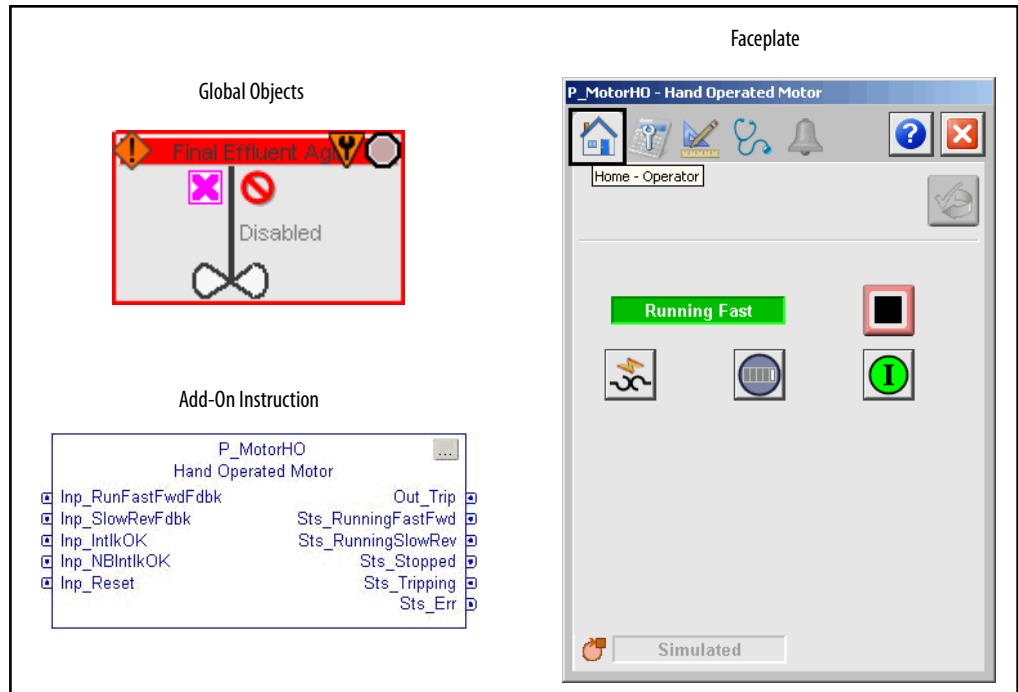 Faceplate
Global Objects
Final Effluent Ag
Disabled
Add-On Instruction
P_MotorHO
...
Hand Operated Motor
Inp_RunFastFwdFdbk
Out_Trip
Inp_SlowRevFdbk
Sts_RunningFastFwd
Inp_IntlkOK
Sts_RunningSlowRev
Inp_NBIntlkOK
Sts_Stopped
Inp_Reset
Sts_Tripping
Sts_Err
P_MotorHO - Hand Operated Motor
?
Home - Operator
Running Fast
I
Simulated